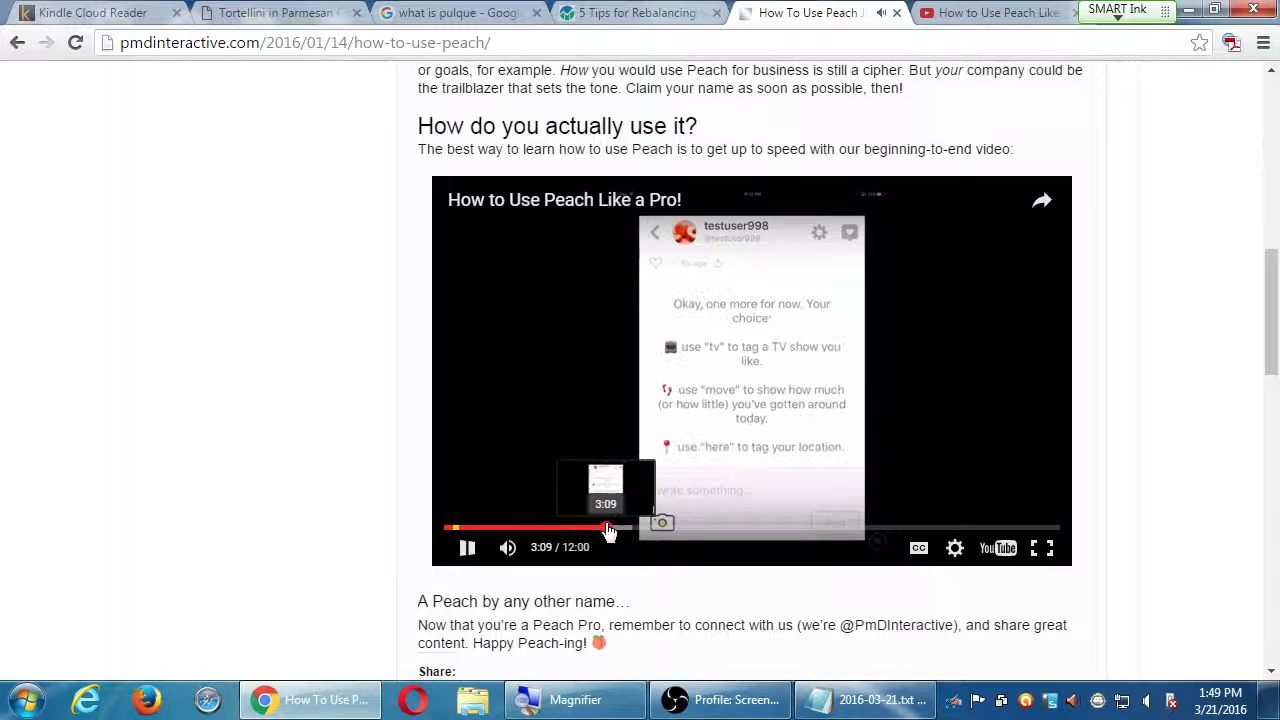 Kindle Cloud Reader
Tortellini in Parmesan
what is pulque - Goog
5 Tips for Rebalancing
How To Use Peach
How to Use Peach Like
SMART Ink
pmdinteractive.com/2016/01/14/how-to-use-peach/
or goals, for example. How you would use Peach for business is still a cipher. But your company could be
the trailblazer that sets the tone. Claim your name as soon as possible, then!
How do you actually use it?
The best way to learn how to use Peach is to get up to speed with our beginning-to-end video:
How to Use Peach Like a Pro!
testuser998
@testuser998
Okay, one more for now. Your
choice:
use "tv" to tag a TV show you
like.
use "move" to show how much
(or how little) you've gotten around
today.
use "here" to tag your location.
write something...
Post
3:09
3:09 / 12:00
CC
YouTube
A Peach by any other name…
Now that you're a Peach Pro, remember to connect with us (we're @PmDInteractive), and share great
content. Happy Peach-ing! 🍑
Share:
How To Use P...
Magnifier
Profile: Screen...
2016-03-21.txt ...
1:49 PM
3/21/2016